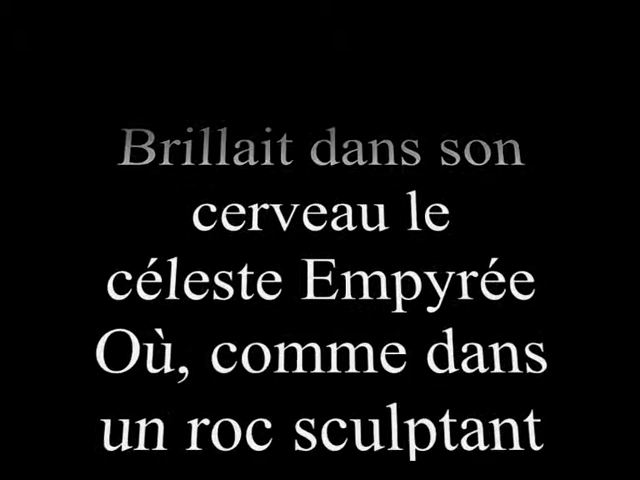 Brillait dans son
cerveau le
céleste Empyrée
Où, comme dans
un roc sculptant